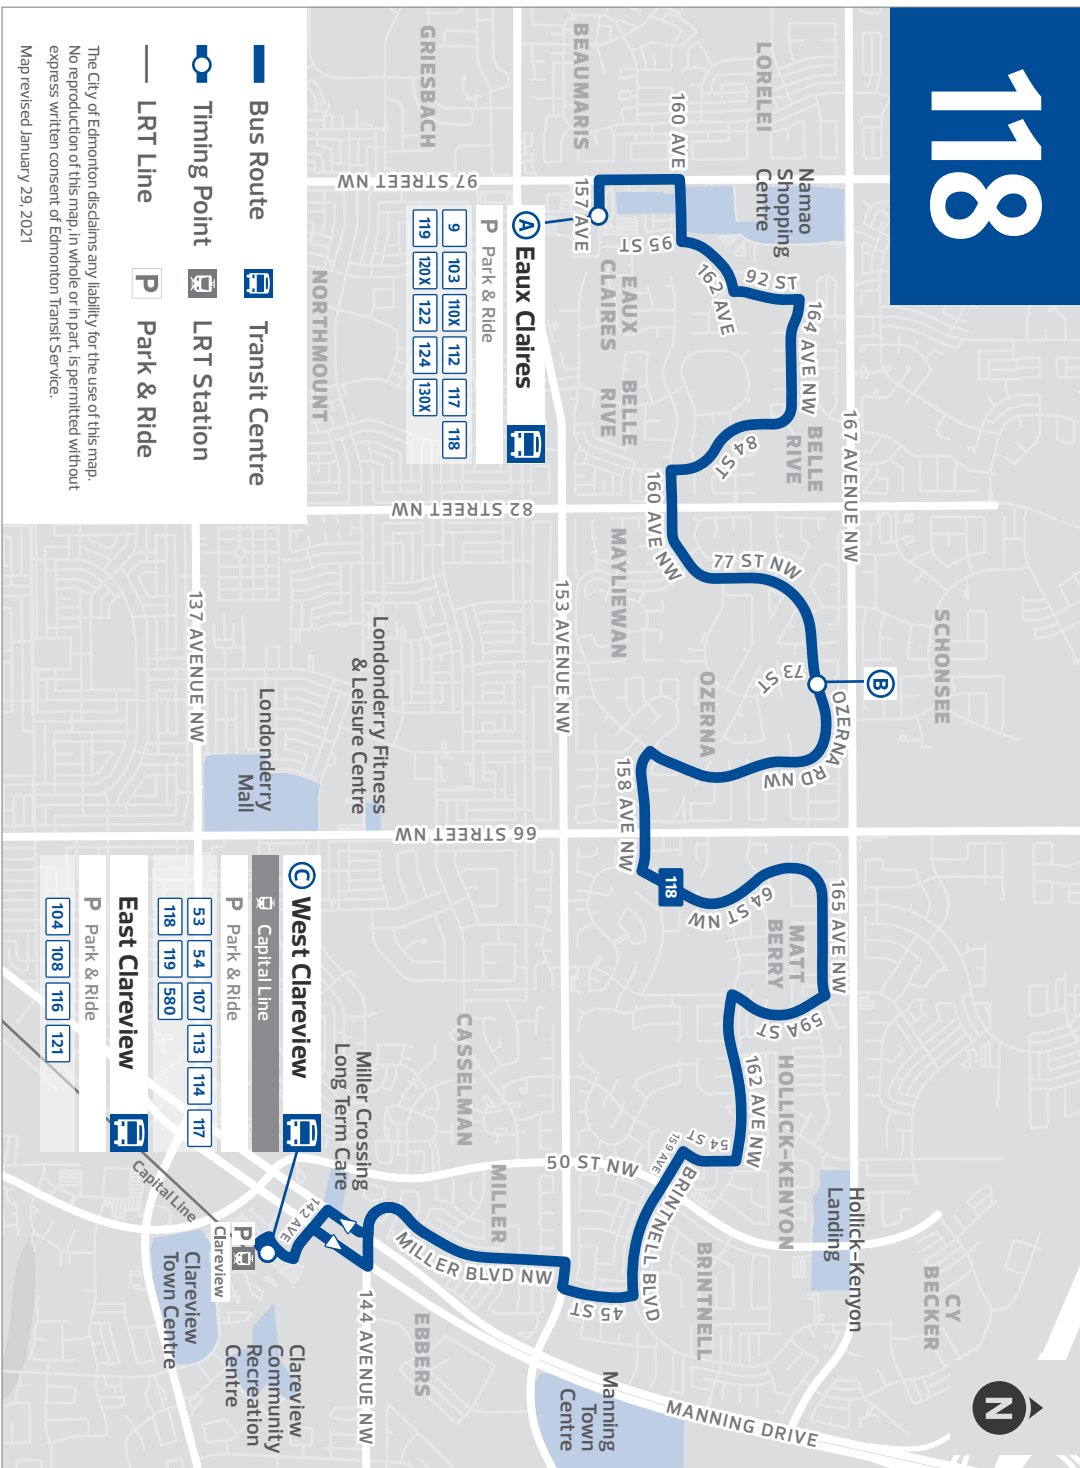 118
LORELEI
BEAUMARIS
GRIESBACH
160 AVE
Namao
Shopping
Centre
97 STREET NW
157 AVE
95 ST
162 AVE
92 ST
164 AVE NW
EAUX
CLAIRES
BELLE
RIVE
BELLE
RIVE
84 ST
167 AVENUE NW
A Eaux Claires
P Park & Ride
9 103 110X 112 117 118
119 120X 122 124 130X
NORTHMOUNT
82 STREET NW
160 AVE NW
77 ST NW
MAYLIEWAN
153 AVENUE NW
SCHONSEE
B
73 ST
OZERNA RD NW
OZERNA
137 AVENUE NW
Londonderry Fitness
& Leisure Centre
Londonderry
Mall
158 AVE NW
66 STREET NW
118
64 ST NW
165 AVE NW
MATT
BERRY
59A ST
162 AVE NW
HOLLICK-KENYON
54 ST
159 AVE
50 ST NW
BRINTNELL BLVD
Hollick-Kenyon
Landing
CASSELMAN
MILLER
BRINTNELL
CY
BECKER
MILLER BLVD NW
45 ST
Miller Crossing
Long Term Care
142 AVE
144 AVENUE NW
EBBERS
Manning
Town
Centre
MANNING DRIVE
C West Clareview
Capital Line
P Park & Ride
53 54 107 113 114 117
118 119 580
East Clareview
P Park & Ride
104 108 116 121
Capital Line
P
Clareview
Clareview
Town Centre
Clareview
Community
Recreation
Centre
N
Bus Route
Timing Point
LRT Line
Transit Centre
LRT Station
P Park & Ride
The City of Edmonton disclaims any liability for the use of this map.
No reproduction of this map, in whole or in part, is permitted without
express written consent of Edmonton Transit Service.
Map revised January 29, 2021